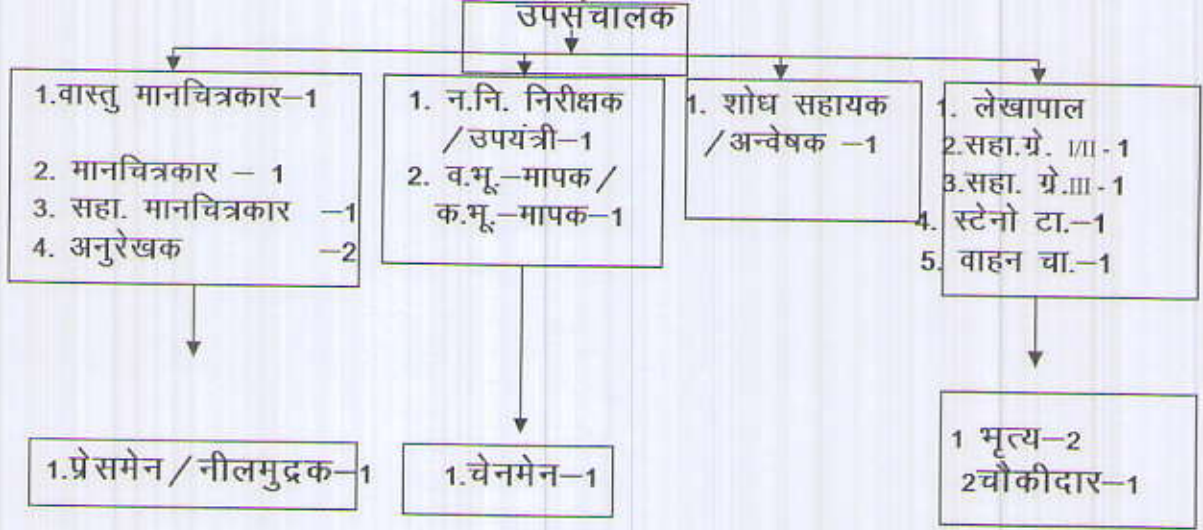 उपसंचालक
1.वास्तु मानचित्रकार–1
2. मानचित्रकार – 1
3. सहा. मानचित्रकार –1
4. अनुरेखक –2
1. न.नि. निरीक्षक
/उपयंत्री–1
2. व.भू.–मापक/
क.भू.–मापक–1
1. शोध सहायक
/अन्वेषक –1
1. लेखापाल
2.सहा.ग्रे. I/II - 1
3.सहा. ग्रे.III - 1
4. स्टेनो टा.–1
5. वाहन चा.–1
1.प्रेसमेन/नीलमुद्रक–1
1.चेनमेन–1
1 भृत्य–2
2चौकीदार–1